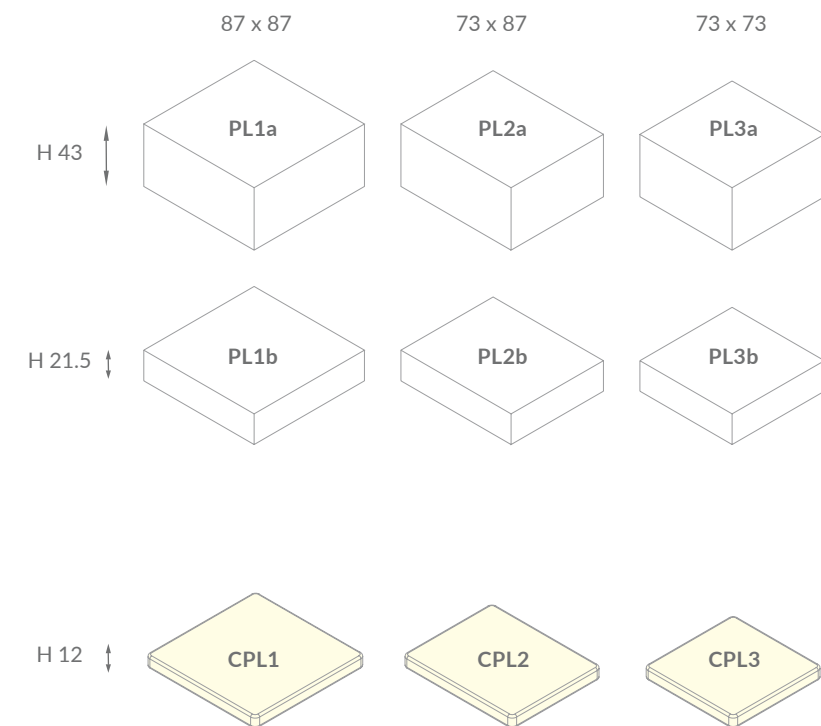 87 x 87 73 x 87 73 x 73
PL1a PL2a PL3a
H 43
PL1b PL2b PL3b
H 21.5
CPL1 CPL2 CPL3
H 12